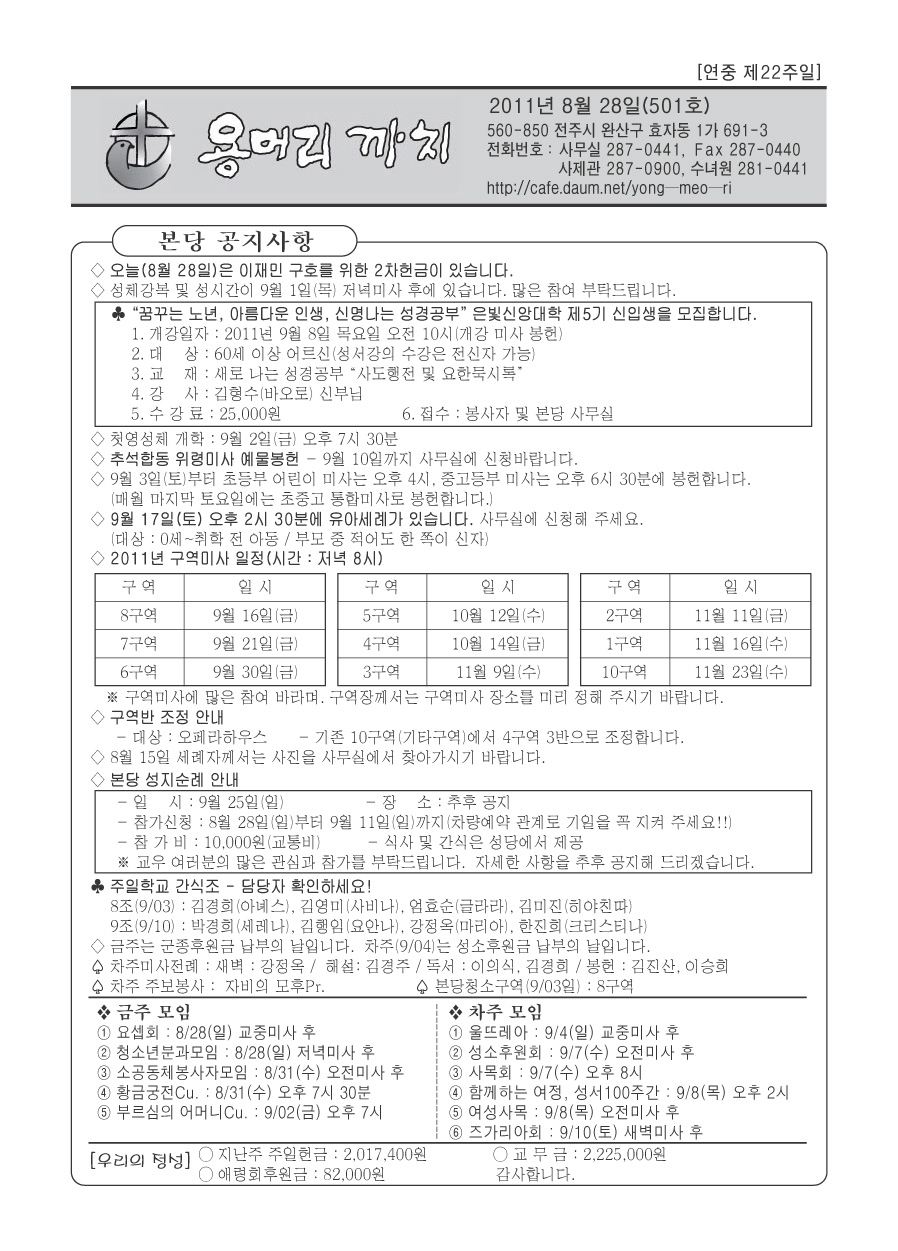 [연중 제22주일]
용머리 까치
2011년 8월 28일(501호)
560-850 전주시 완산구 효자동 1가 691-3
전화번호 : 사무실 287-0441, Fax 287-0440
사제관 287-0900, 수녀원 281-0441
http://cafe.daum.net/yong—meo—ri
본당 공지사항
◇ 오늘(8월 28일)은 이재민 구호를 위한 2차헌금이 있습니다.
◇ 성체강복 및 성시간이 9월 1일(목) 저녁미사 후에 있습니다. 많은 참여 부탁드립니다.
♣ “꿈꾸는 노년, 아름다운 인생, 신명나는 성경공부” 은빛신앙대학 제5기 신입생을 모집합니다.
1. 개강일자 : 2011년 9월 8일 목요일 오전 10시(개강 미사 봉헌)
2. 대 상 : 60세 이상 어르신(성서강의 수강은 전신자 가능)
3. 교 재 : 새로 나는 성경공부 “사도행전 및 요한묵시록”
4. 강 사 : 김형수(바오로) 신부님
5. 수 강 료 : 25,000원 6. 접수 : 봉사자 및 본당 사무실
◇ 첫영성체 개학 : 9월 2일(금) 오후 7시 30분
◇ 추석합동 위령미사 예물봉헌 - 9월 10일까지 사무실에 신청바랍니다.
◇ 9월 3일(토)부터 초등부 어린이 미사는 오후 4시, 중고등부 미사는 오후 6시 30분에 봉헌합니다.
(매월 마지막 토요일에는 초중고 통합미사로 봉헌합니다.)
◇ 9월 17일(토) 오후 2시 30분에 유아세례가 있습니다. 사무실에 신청해 주세요.
(대상 : 0세~취학 전 아동 / 부모 중 적어도 한 쪽이 신자)
◇ 2011년 구역미사 일정(시간 : 저녁 8시)
구 역 일 시 구 역 일 시 구 역 일 시
8구역 9월 16일(금) 5구역 10월 12일(수) 2구역 11월 11일(금)
7구역 9월 21일(금) 4구역 10월 14일(금) 1구역 11월 16일(수)
6구역 9월 30일(금) 3구역 11월 9일(수) 10구역 11월 23일(수)
※ 구역미사에 많은 참여 바라며. 구역장께서는 구역미사 장소를 미리 정해 주시기 바랍니다.
◇ 구역반 조정 안내
- 대상 : 오페라하우스 - 기존 10구역(기타구역)에서 4구역 3반으로 조정합니다.
◇ 8월 15일 세례자께서는 사진을 사무실에서 찾아가시기 바랍니다.
◇ 본당 성지순례 안내
- 일 시 : 9월 25일(일) - 장 소 : 추후 공지
- 참가신청 : 8월 28일(일)부터 9월 11일(일)까지(차량예약 관계로 기일을 꼭 지켜 주세요!!)
- 참 가 비 : 10,000원(교통비) - 식사 및 간식은 성당에서 제공
※ 교우 여러분의 많은 관심과 참가를 부탁드립니다. 자세한 사항을 추후 공지해 드리겠습니다.
♣ 주일학교 간식조 - 담당자 확인하세요!
8조(9/03) : 김경희(아녜스), 김영미(사비나), 엄효순(글라라), 김미진(히야친따)
9조(9/10) : 박경희(세레나), 김행임(요안나), 강정옥(마리아), 한진희(크리스티나)
◇ 금주는 군종후원금 납부의 날입니다. 차주(9/04)는 성소후원금 납부의 날입니다.
♤ 차주미사전례 : 새벽 : 강정옥 / 해설: 김경주 / 독서 : 이의식, 김경희 / 봉헌 : 김진산, 이승희
♤ 차주 주보봉사 : 자비의 모후Pr. ♤ 본당청소구역(9/03일) : 8구역
❖ 금주 모임
① 요셉회 : 8/28(일) 교중미사 후
② 청소년분과모임 : 8/28(일) 저녁미사 후
③ 소공동체봉사자모임 : 8/31(수) 오전미사 후
④ 황금궁전Cu. : 8/31(수) 오후 7시 30분
⑤ 부르심의 어머니Cu. : 9/02(금) 오후 7시
❖ 차주 모임
① 울뜨레아 : 9/4(일) 교중미사 후
② 성소후원회 : 9/7(수) 오전미사 후
③ 사목회 : 9/7(수) 오후 8시
④ 함께하는 여정, 성서100주간 : 9/8(목) 오후 2시
⑤ 여성사목 : 9/8(목) 오전미사 후
⑥ 즈가리아회 : 9/10(토) 새벽미사 후
[우리의 정성] ○ 지난주 주일헌금 : 2,017,400원 ○ 교 무 금 : 2,225,000원
○ 애령회후원금 : 82,000원 감사합니다.